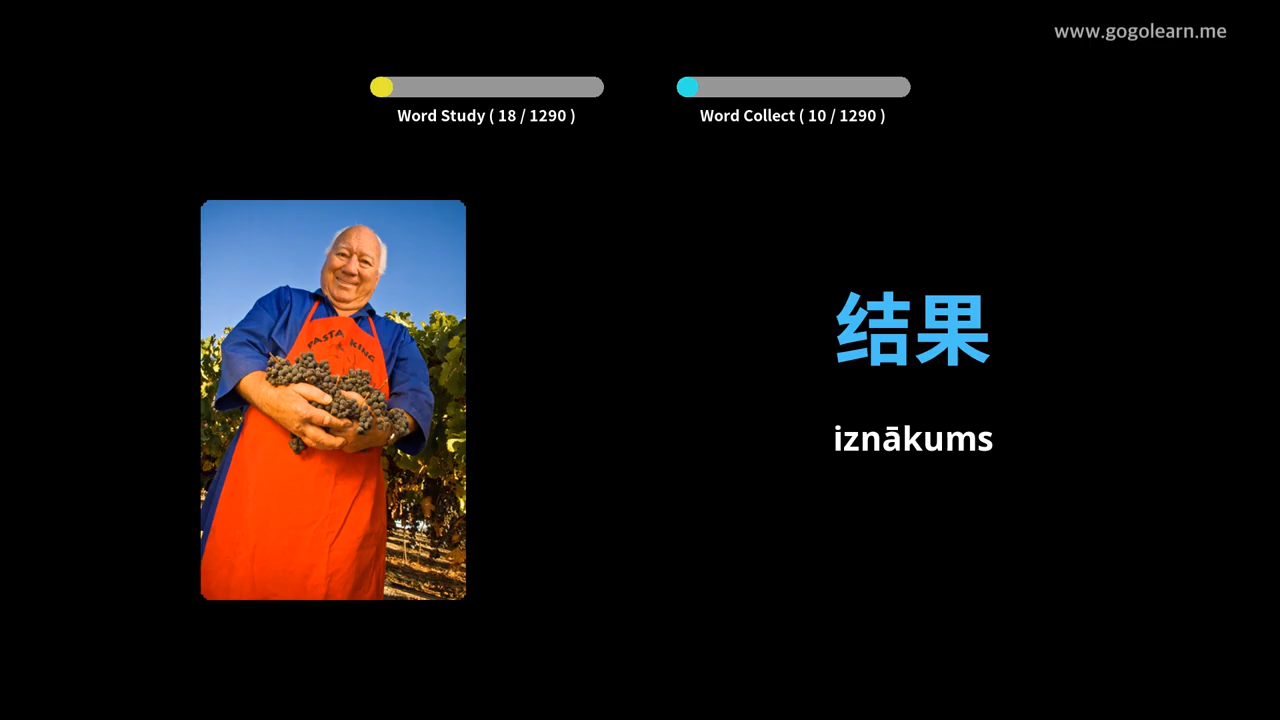 www.gogolearn.me
Word Study ( 18 / 1290 )
Word Collect ( 10 / 1290 )
PASTA KING
结果
iznākums